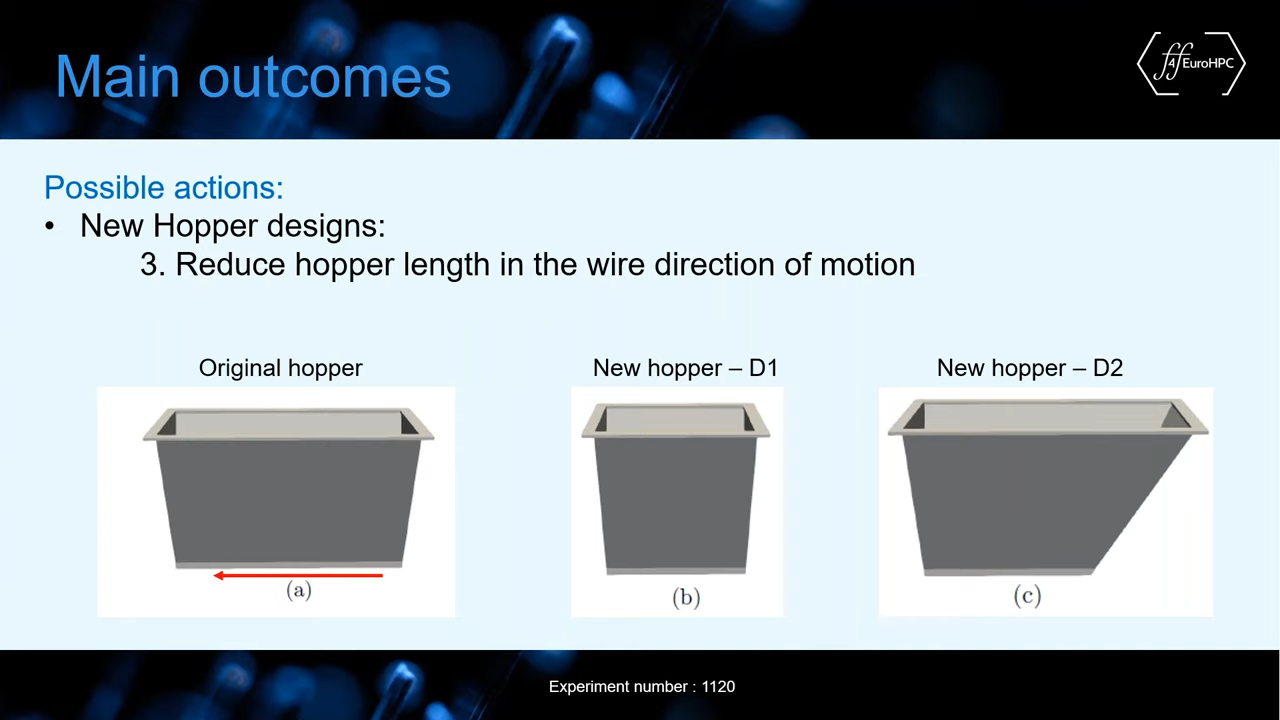 Main outcomes
ff4EuroHPC
Possible actions:
• New Hopper designs:
3. Reduce hopper length in the wire direction of motion
Original hopper
New hopper – D1
New hopper – D2
(a)
(b)
(c)
Experiment number : 1120